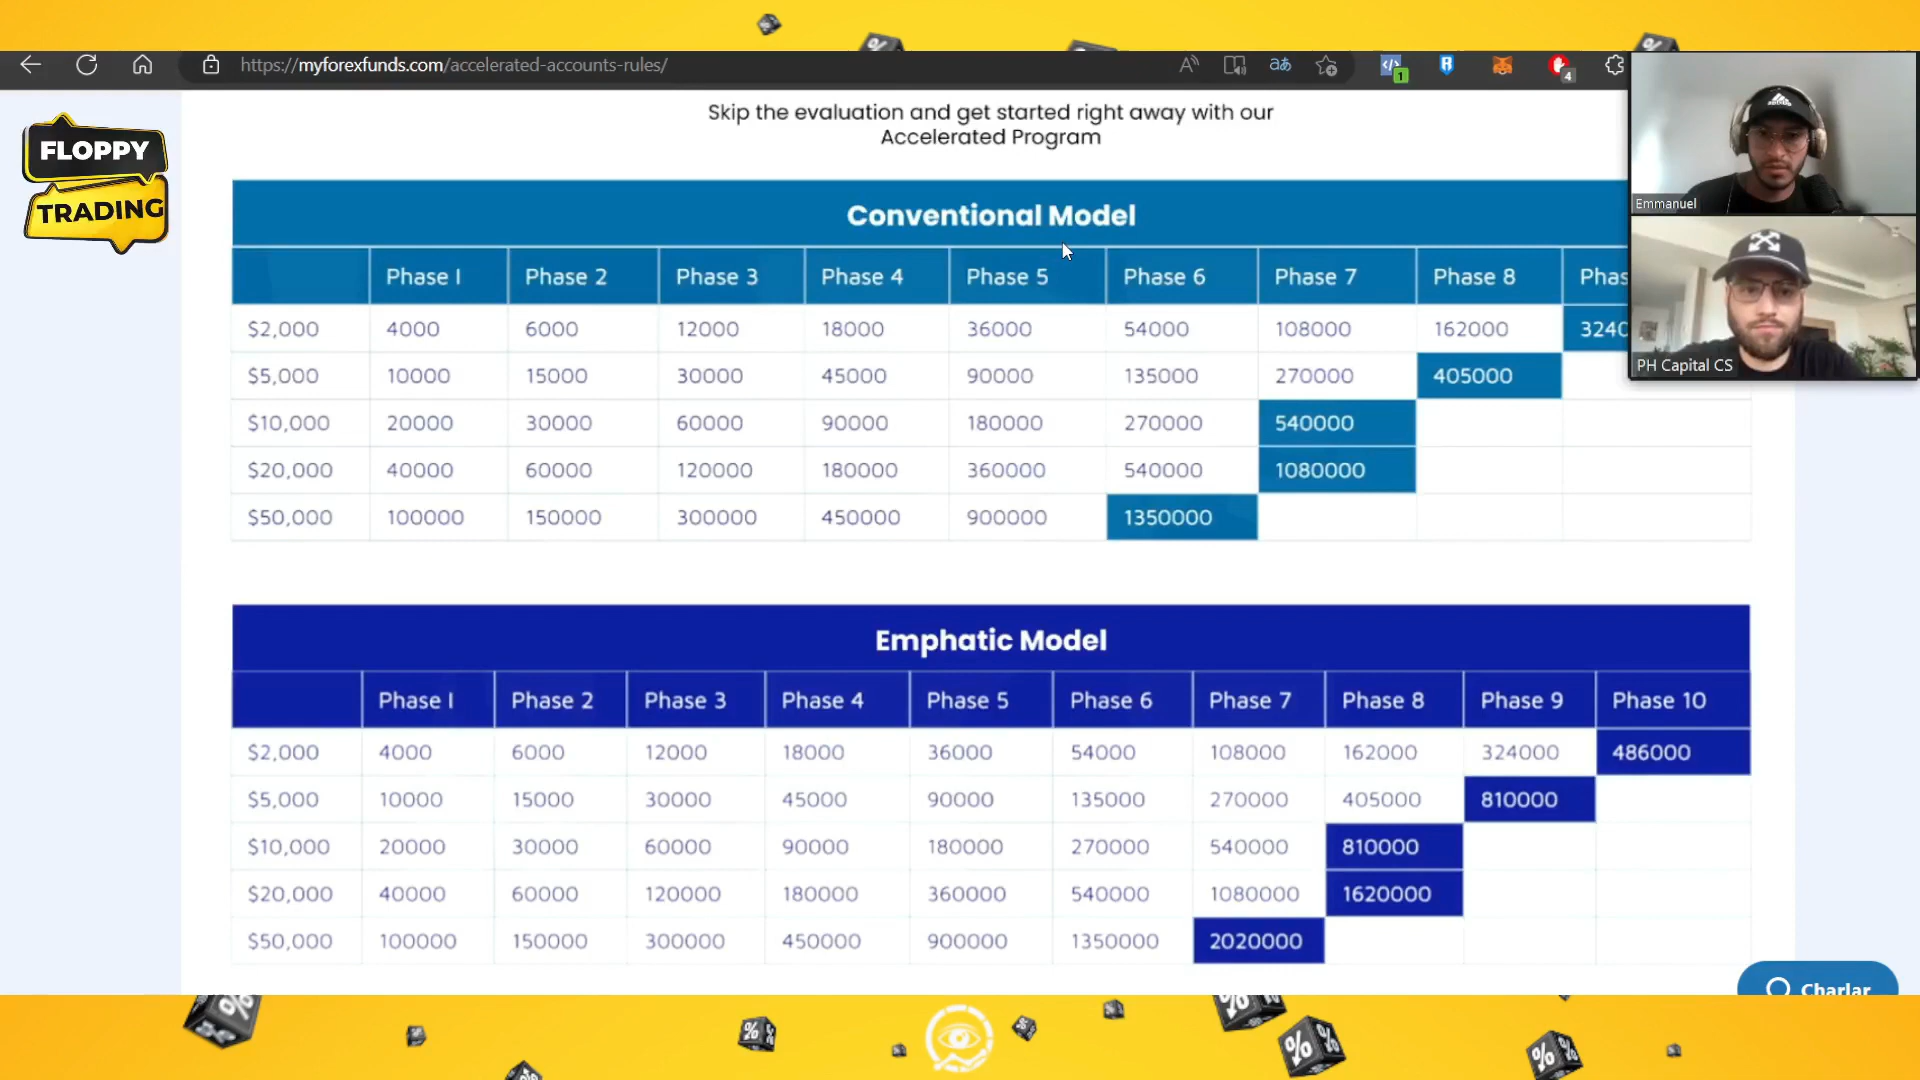 https://myforexfunds.com/accelerated-accounts-rules/
1
4
FLOPPY
TRADING
Skip the evaluation and get started right away with our
Accelerated Program
Emmanuel
PH Capital CS
Conventional Model
Phase 1 Phase 2 Phase 3 Phase 4 Phase 5 Phase 6 Phase 7 Phase 8 Phas
$2,000 4000 6000 12000 18000 36000 54000 108000 162000 3240
$5,000 10000 15000 30000 45000 90000 135000 270000 405000
$10,000 20000 30000 60000 90000 180000 270000 540000
$20,000 40000 60000 120000 180000 360000 540000 1080000
$50,000 100000 150000 300000 450000 900000 1350000
Emphatic Model
Phase 1 Phase 2 Phase 3 Phase 4 Phase 5 Phase 6 Phase 7 Phase 8 Phase 9 Phase 10
$2,000 4000 6000 12000 18000 36000 54000 108000 162000 324000 486000
$5,000 10000 15000 30000 45000 90000 135000 270000 405000 810000
$10,000 20000 30000 60000 90000 180000 270000 540000 810000
$20,000 40000 60000 120000 180000 360000 540000 1080000 1620000
$50,000 100000 150000 300000 450000 900000 1350000 2020000
Charlar